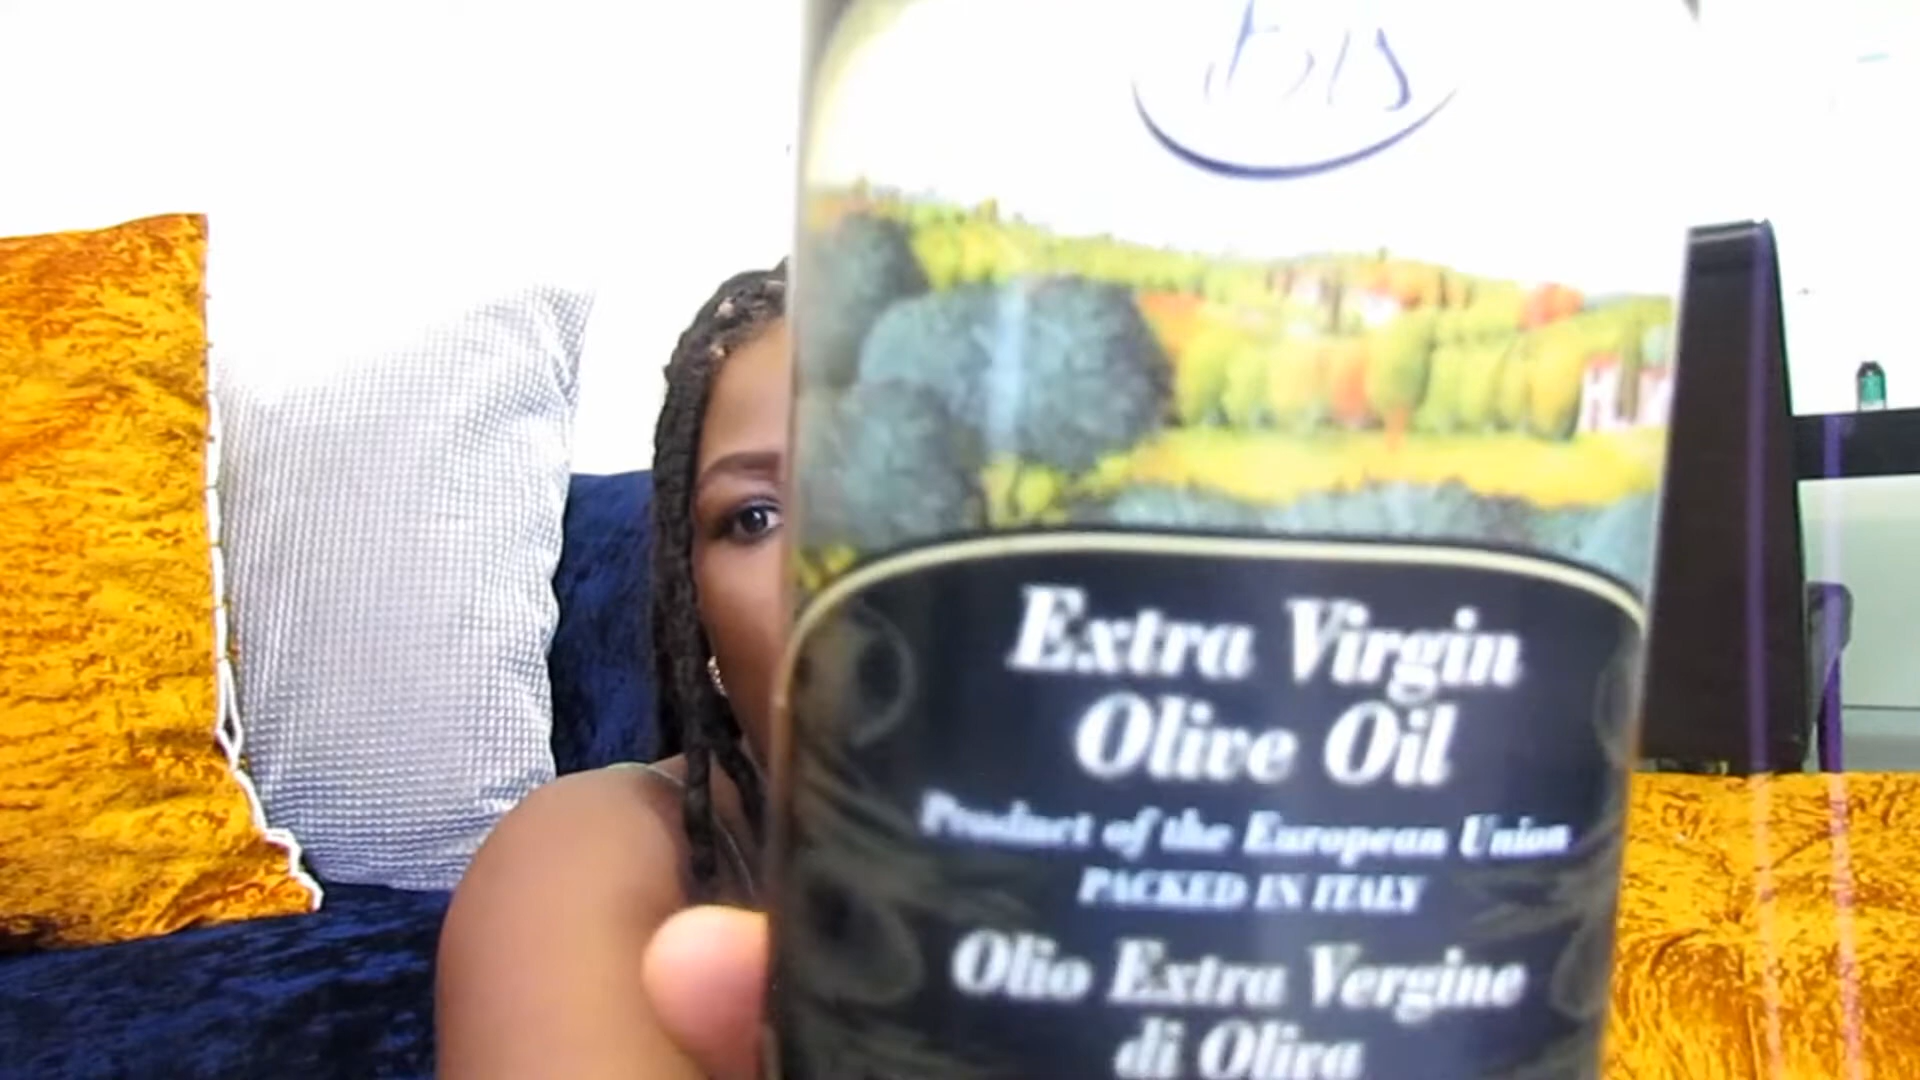 Extra Virgin
Olive Oil
Product of the European Union
PACKED IN ITALY
Olio Extra Vergine
di Oliva